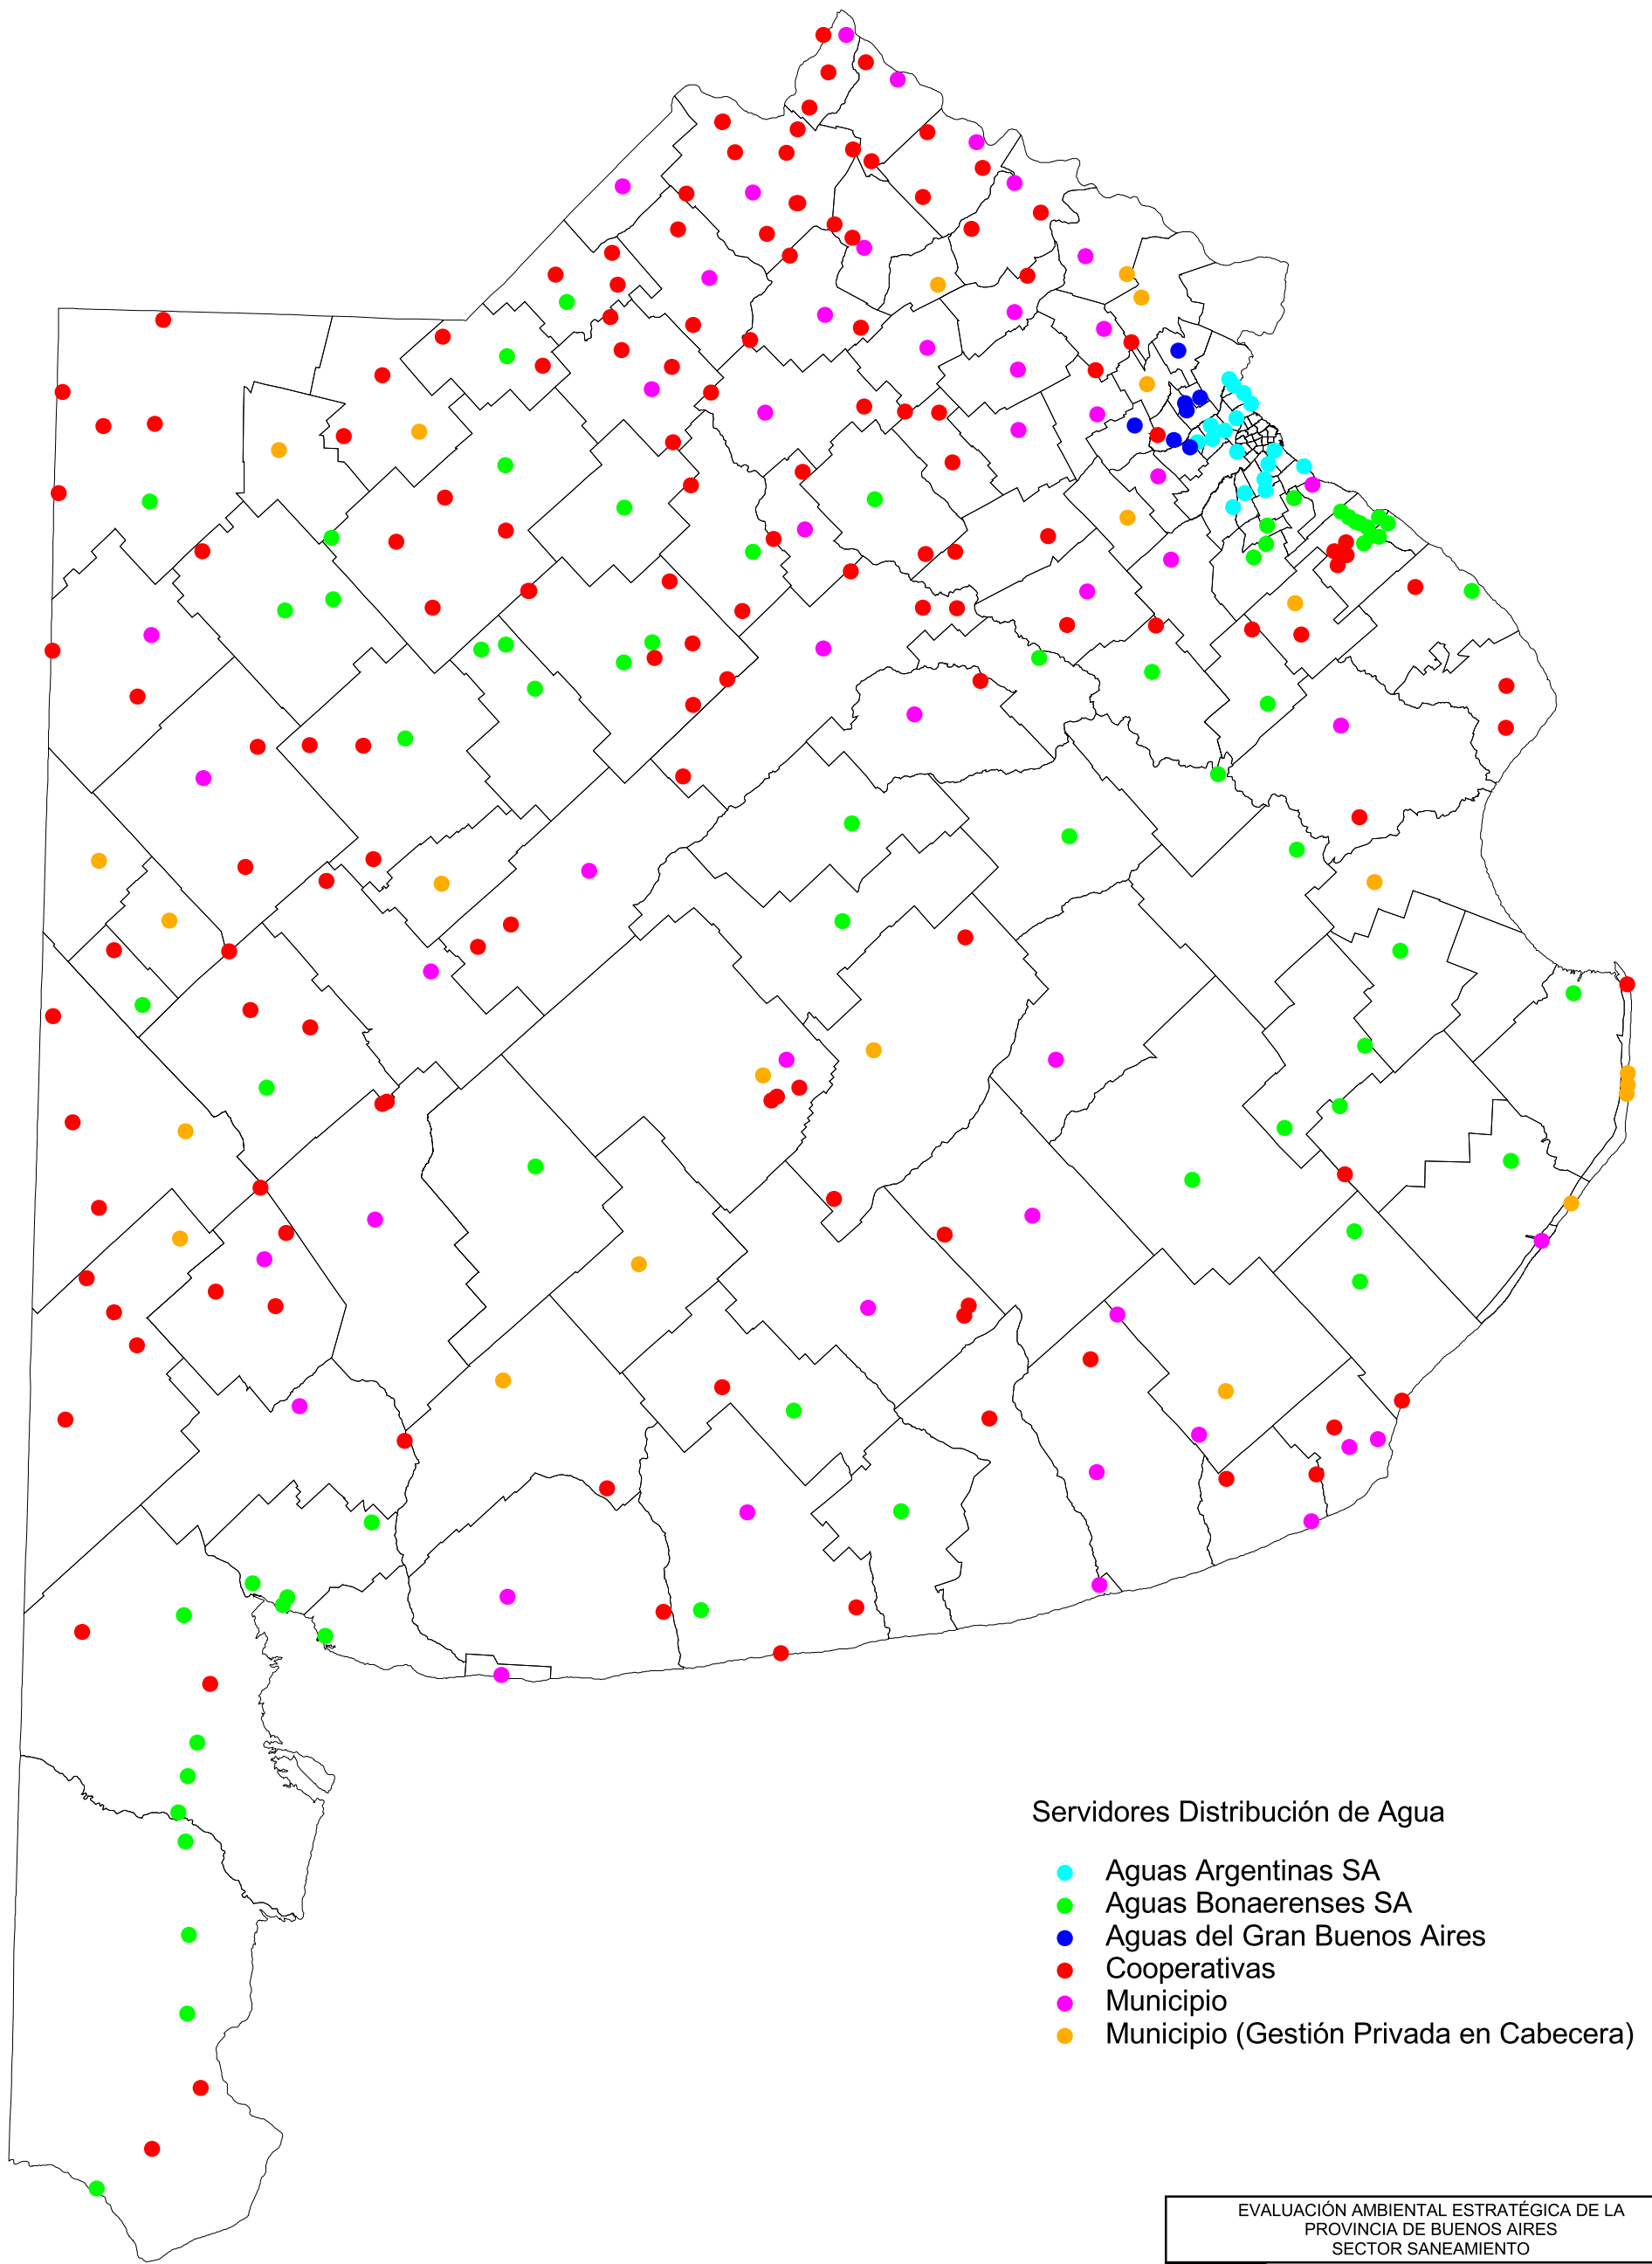 Servidores Distribución de Agua
Aguas Argentinas SA
Aguas Bonaerenses SA
Aguas del Gran Buenos Aires
Cooperativas
Municipio
Municipio (Gestión Privada en Cabecera)
EVALUACIÓN AMBIENTAL ESTRATÉGICA DE LA
PROVINCIA DE BUENOS AIRES
SECTOR SANEAMIENTO